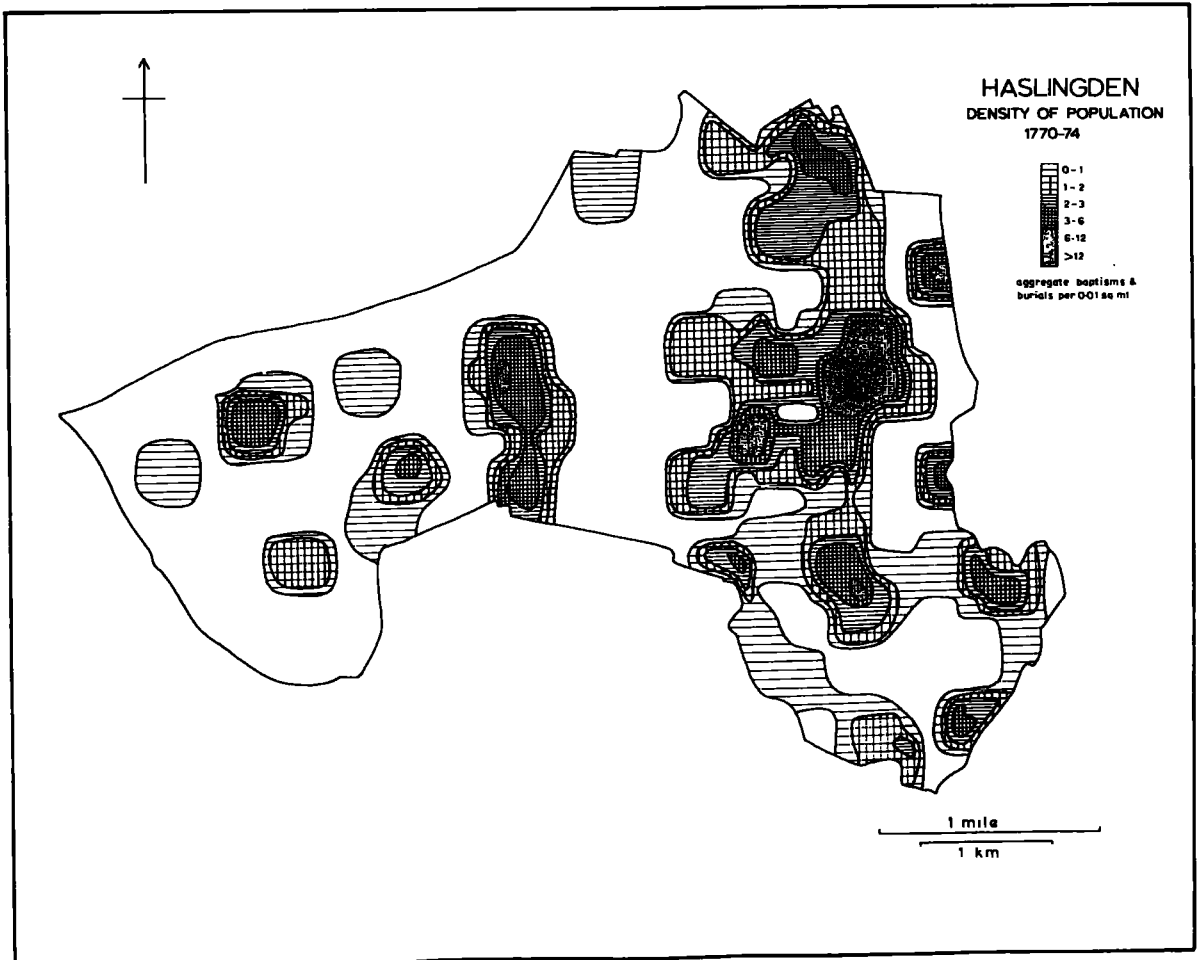 HASLINGDEN
DENSITY OF POPULATION
1770-74
0-1
1-2
2-3
3-6
6-12
>12
aggregate baptisms &
burials per 0·01 sq mi
1 mile
1 km